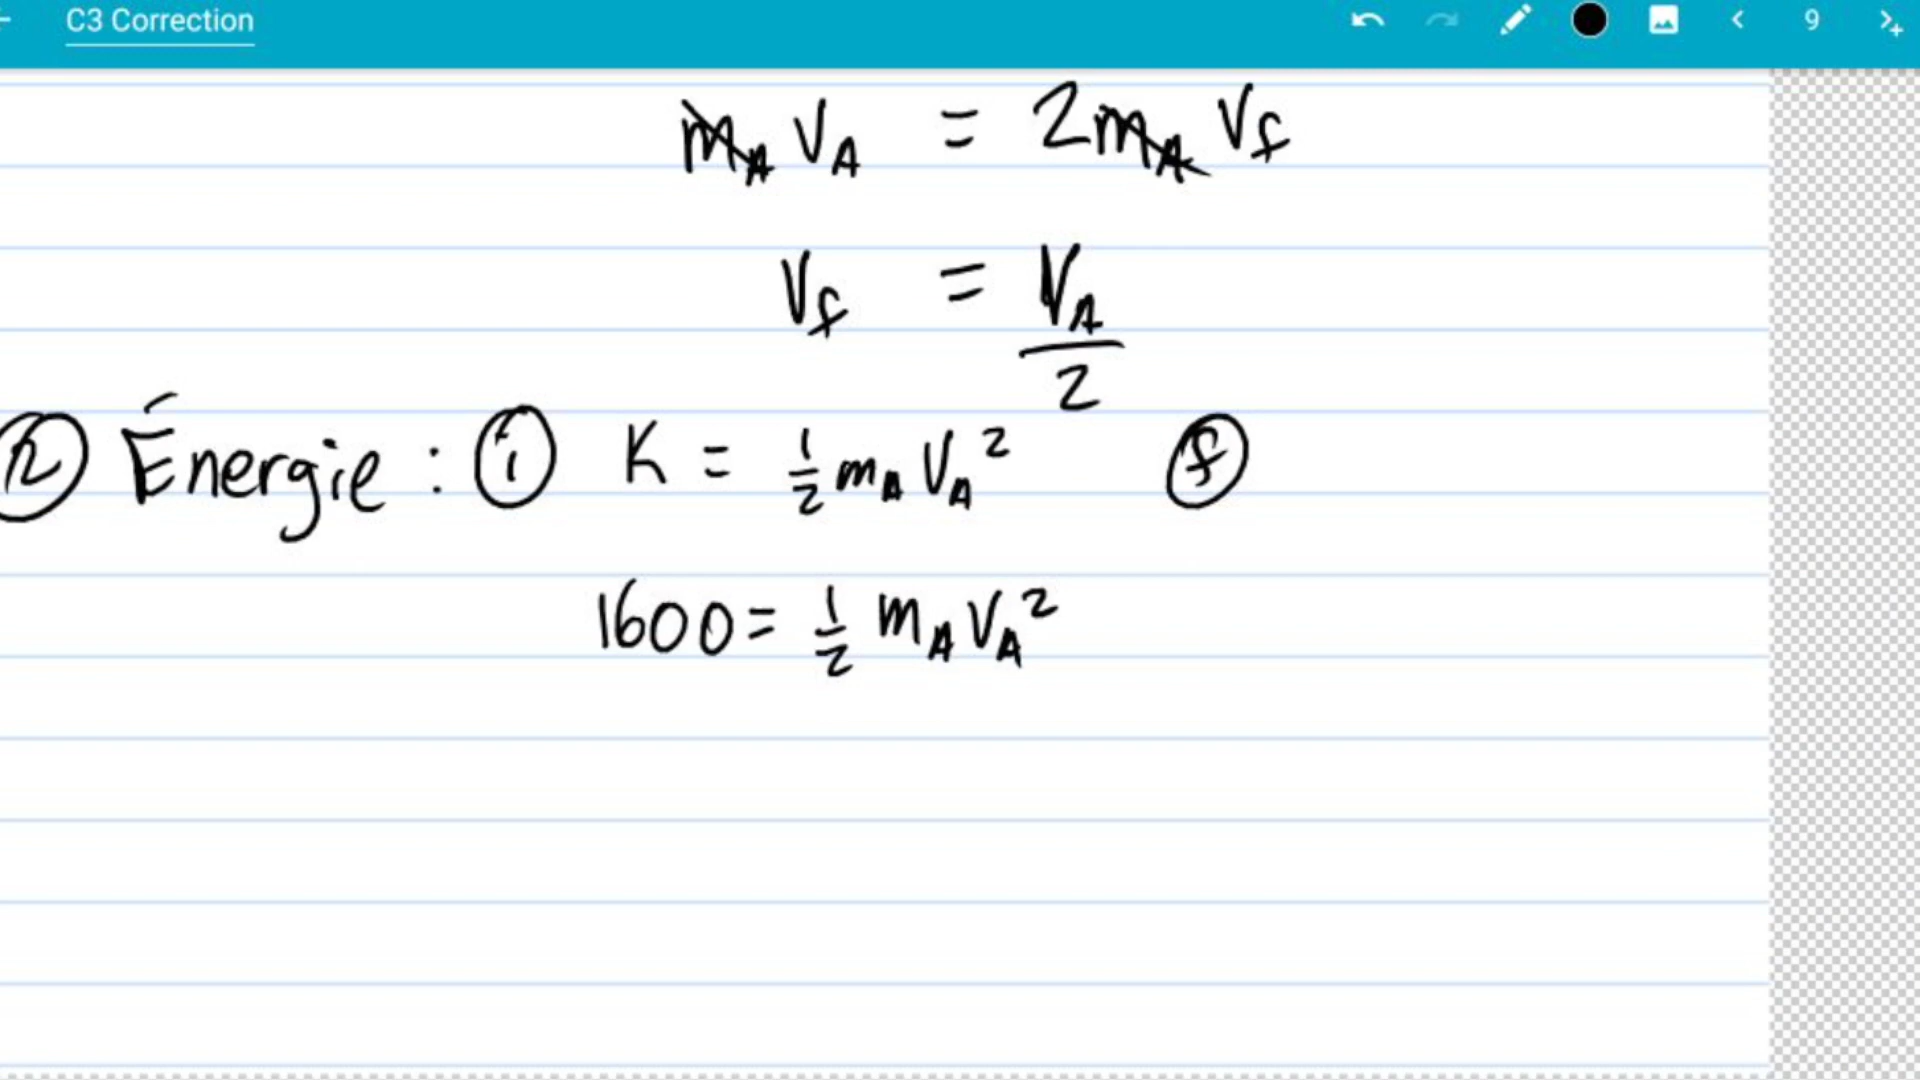 C3 Correction
9
m_A V_A = 2m_A V_f
V_f = V_A / 2
② Énergie : ⓘ K = 1/2 m_A V_A² ⓕ
1600 = 1/2 m_A V_A²